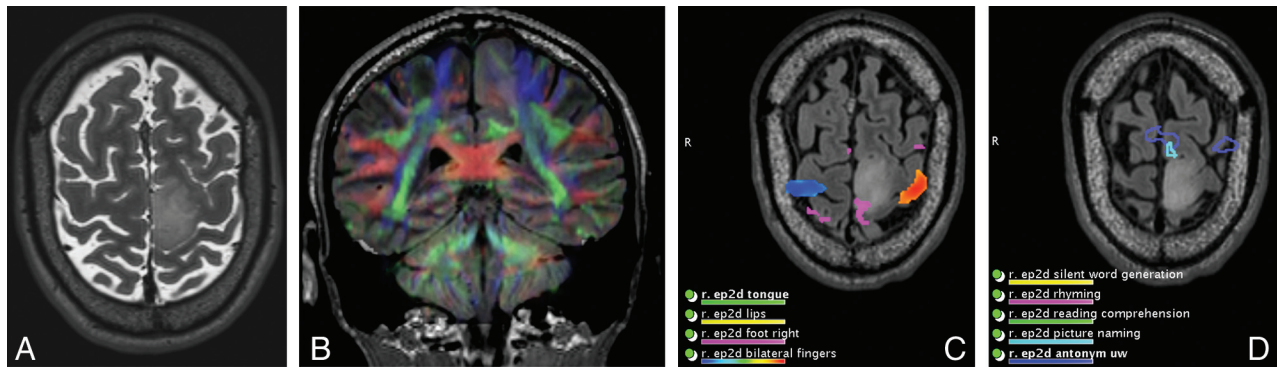 A
B
R
r. ep2d tongue
r. ep2d lips
r. ep2d foot right
r. ep2d bilateral fingers
C
R
r. ep2d silent word generation
r. ep2d rhyming
r. ep2d reading comprehension
r. ep2d picture naming
r. ep2d antonym uw
D